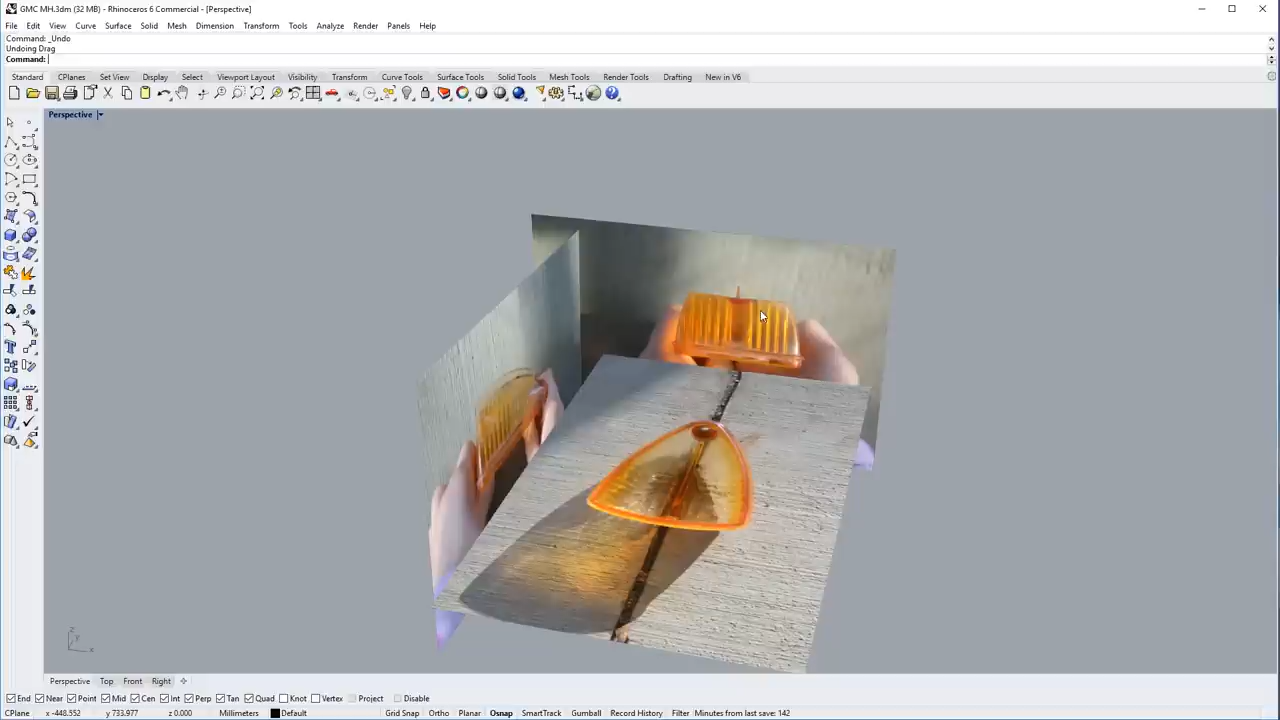 GMC MH.3dm (32 MB) - Rhinoceros 6 Commercial - [Perspective]
File Edit View Curve Surface Solid Mesh Dimension Transform Tools Analyze Render Panels Help
Command: _Undo
Undoing Drag
Command:
Standard CPlanes Set View Display Select Viewport Layout Visibility Transform Curve Tools Surface Tools Solid Tools Mesh Tools Render Tools Drafting New in V6
Perspective
z
y
x
Perspective Top Front Right
End Near Point Mid Cen Int Perp Tan Quad Knot Vertex Project Disable
CPlane x -448.552 y 733.977 z 0.000 Millimeters Default Grid Snap Ortho Planar Osnap SmartTrack Gumball Record History Filter Minutes from last save: 142